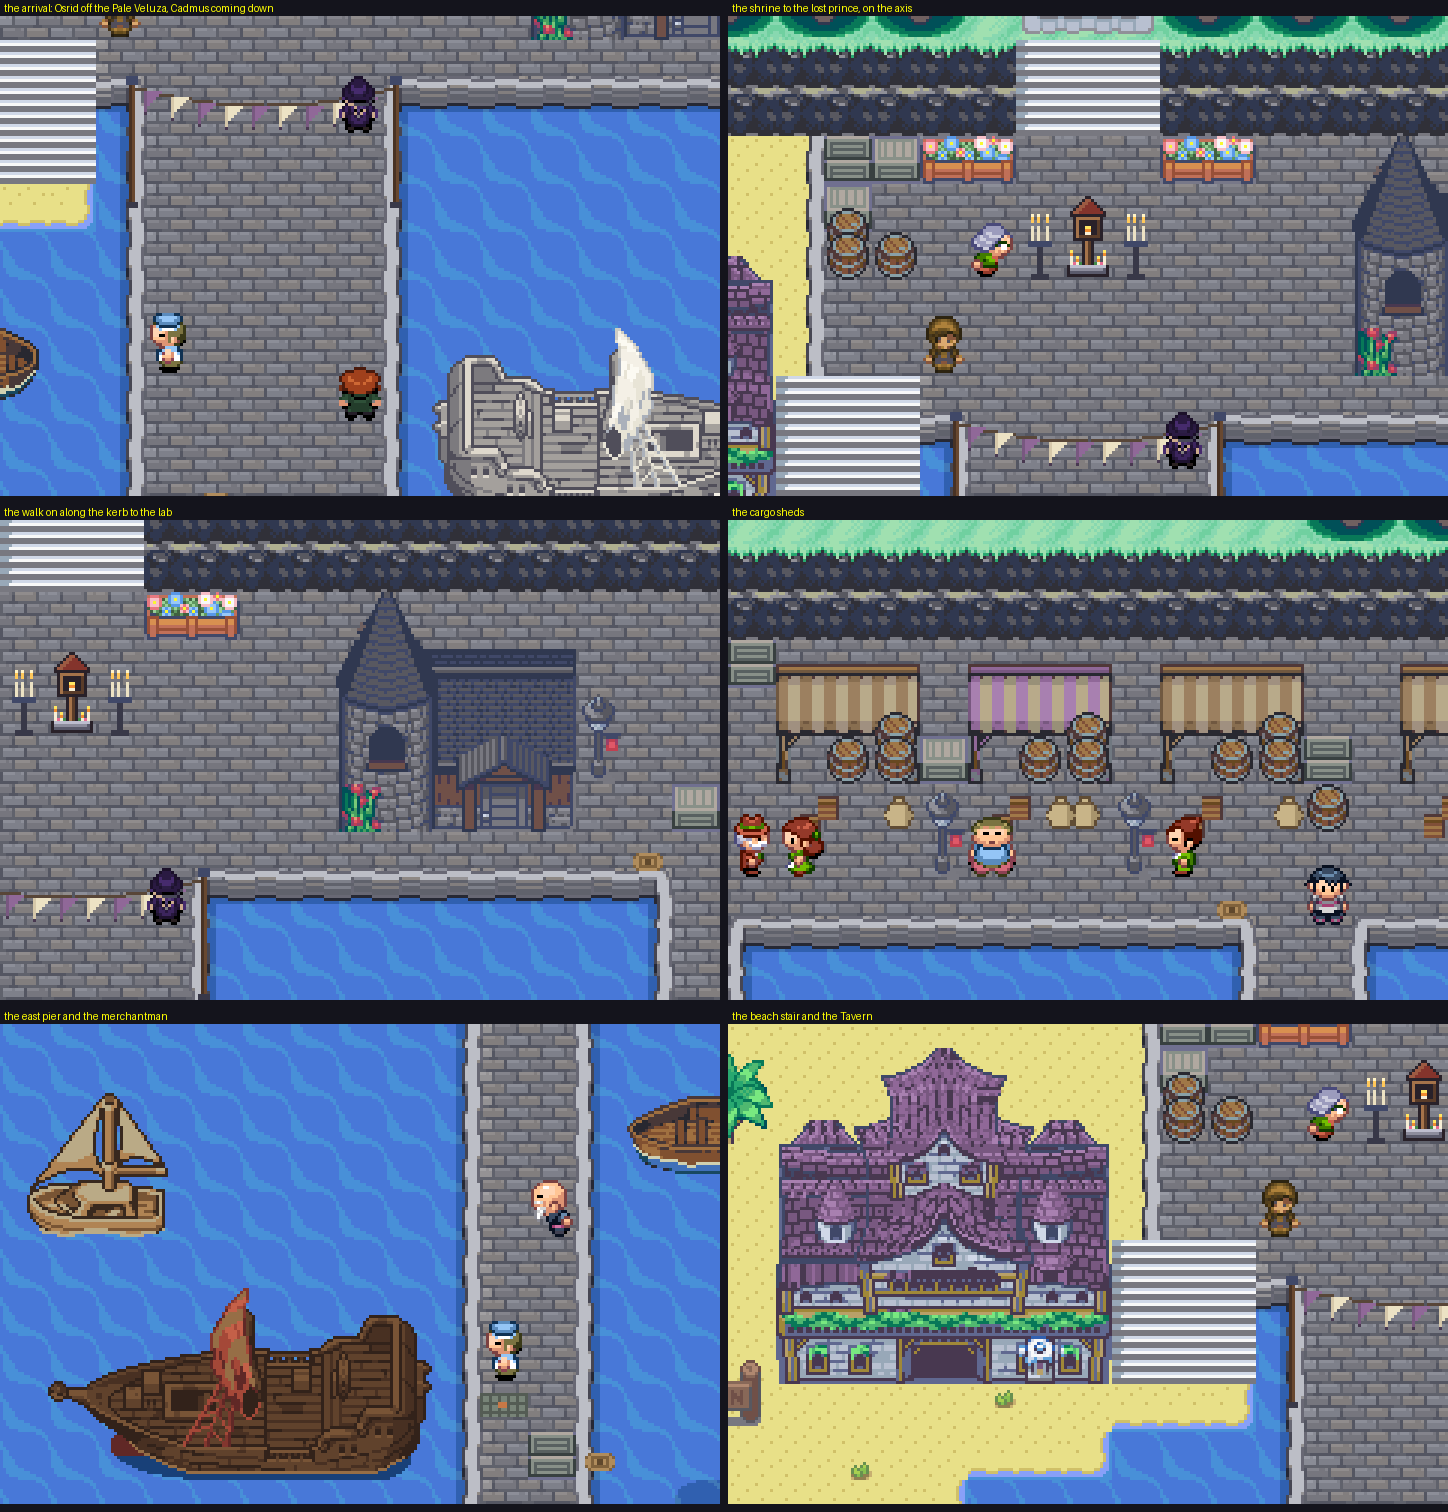 the arrival: Osrid off the Pale Veluza, Cadmus coming down
the shrine to the lost prince, on the axis
the walk on along the kerb to the lab
the cargo sheds
the east pier and the merchantman
the beach stair and the Tavern
N